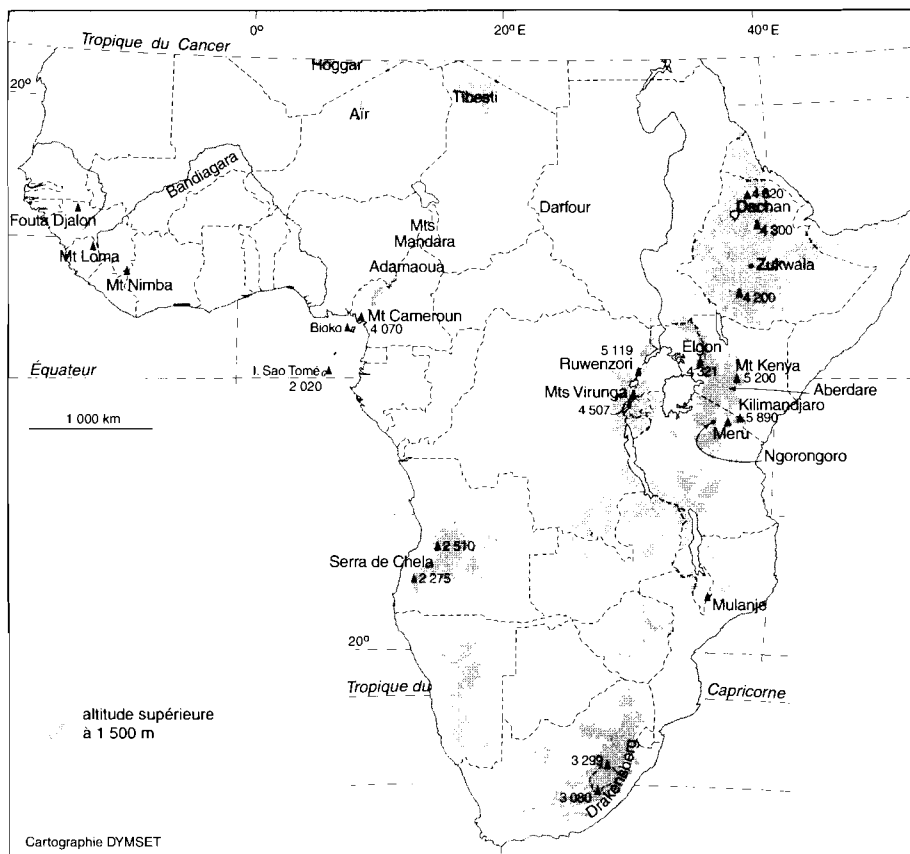 0°
20° E
40° E
Tropique du Cancer
20°
Hoggar
Tibesti
Aïr
Bandiagara
Darfour
4 620
Dachan
4 300
Fouta Djalon
Mts
Mandara
Mt Loma
Adamaoua
Zukwala
Mt Nimba
4 200
Mt Cameroun
Bioko
4 070
5 119
Elgon
Ruwenzori
4 321
Mt Kenya
5 200
Équateur
I. Sao Tomé
2 020
Mts Virunga
Aberdare
4 507
Kilimandjaro
5 890
1 000 km
Meru
Ngorongoro
2 510
Serra de Chela
2 275
Mulanje
20°
Tropique du
Capricorne
altitude supérieure
à 1 500 m
3 299
Drakensberg
3 080
Cartographie DYMSET